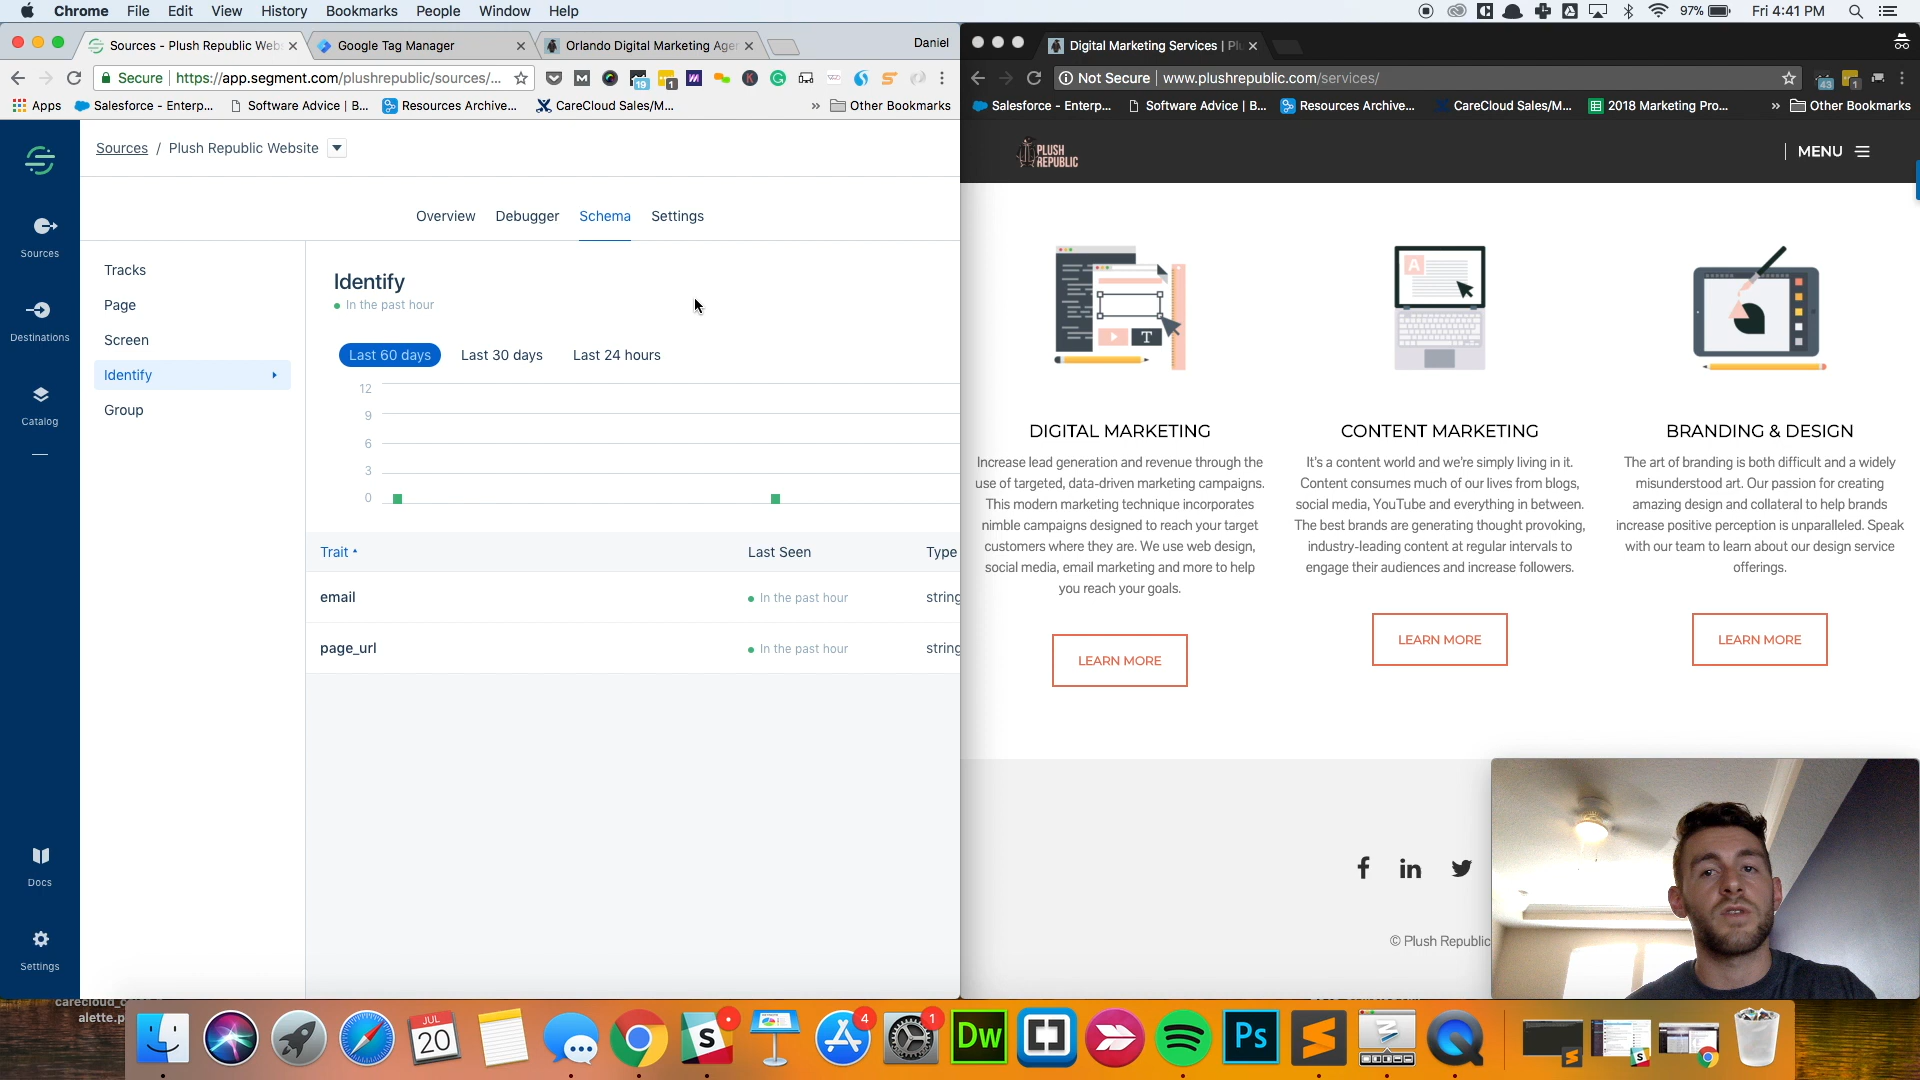 Chrome File Edit View History Bookmarks People Window Help
97% Fri 4:41 PM
Sources - Plush Republic Web
Google Tag Manager
Orlando Digital Marketing Agen
Daniel
Secure https://app.segment.com/plushrepublic/sources/...
Apps Salesforce - Enterp... Software Advice | B... Resources Archive... CareCloud Sales/M... » Other Bookmarks
Sources / Plush Republic Website
Overview Debugger Schema Settings
Sources
Destinations
Catalog
Docs
Settings
Tracks
Page
Screen
Identify
Group
Identify
In the past hour
Last 60 days Last 30 days Last 24 hours
12
9
6
3
0
Trait Last Seen Type
email In the past hour string
page_url In the past hour string
Digital Marketing Services | Pl
Not Secure www.plushrepublic.com/services/
Salesforce - Enterp... Software Advice | B... Resources Archive... CareCloud Sales/M... 2018 Marketing Pro... » Other Bookmarks
PLUSH
REPUBLIC
MENU
DIGITAL MARKETING
Increase lead generation and revenue through the
use of targeted, data-driven marketing campaigns.
This modern marketing technique incorporates
nimble campaigns designed to reach your target
customers where they are. We use web design,
social media, email marketing and more to help
you reach your goals.
LEARN MORE
CONTENT MARKETING
It's a content world and we're simply living in it.
Content consumes much of our lives from blogs,
social media, YouTube and everything in between.
The best brands are generating thought provoking,
industry-leading content at regular intervals to
engage their audiences and increase followers.
LEARN MORE
BRANDING & DESIGN
The art of branding is both difficult and a widely
misunderstood art. Our passion for creating
amazing design and collateral to help brands
increase positive perception is unparalleled. Speak
with our team to learn about our design service
offerings.
LEARN MORE
© Plush Republic
alette.p
JUL
20
4
1
Dw
Ps